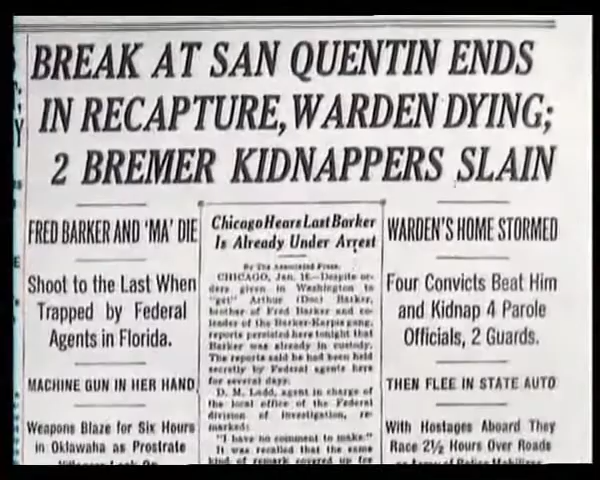 BREAK AT SAN QUENTIN ENDS
IN RECAPTURE, WARDEN DYING;
2 BREMER KIDNAPPERS SLAIN
FRED BARKER AND 'MA' DIE
Shoot to the Last When
Trapped by Federal
Agents in Florida.
MACHINE GUN IN HER HAND
Weapons Blaze for Six Hours
in Oklawaha as Prostrate
Chicago Hears Last Barker
Is Already Under Arrest
By The Associated Press.
CHICAGO, Jan. 16.—Despite or-
ders given in Washington to
"get" Arthur (Doc) Barker,
brother of Fred Barker and co-
leader of the Barker-Karpis gang,
reports persisted here tonight that
Barker was already in custody.
The reports said he had been held
secretly by Federal agents here
for several days.
D. M. Ladd, agent in charge of
the local office of the Federal
division of investigation, re-
marked:
"I have no comment to make."
It was recalled that the same
kind of remark covered up for
WARDEN'S HOME STORMED
Four Convicts Beat Him
and Kidnap 4 Parole
Officials, 2 Guards.
THEN FLEE IN STATE AUTO
With Hostages Aboard They
Race 2½ Hours Over Roads